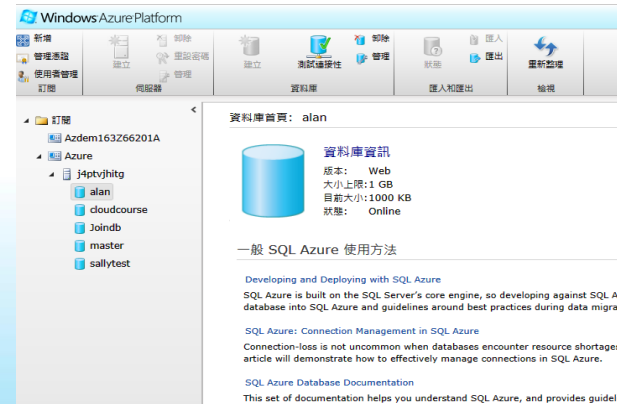 Windows Azure Platform
新增
管理憑證
使用者管理
訂閱
建立
卸除
重設密碼
管理
伺服器
建立
測試連接性
卸除
管理
資料庫
狀態
匯入
匯出
匯入和匯出
重新整理
檢視
訂閱
Azdem163Z66201A
Azure
j4ptvjhitg
alan
cloudcourse
Joindb
master
sallytest
資料庫首頁: alan
資料庫資訊
版本: Web
大小上限:1 GB
目前大小:1000 KB
狀態: Online
一般 SQL Azure 使用方法
Developing and Deploying with SQL Azure
SQL Azure is built on the SQL Server's core engine, so developing against SQL A
database into SQL Azure and guidelines around best practices during data migra
SQL Azure: Connection Management in SQL Azure
Connection-loss is not uncommon when databases encounter resource shortages
article will demonstrate how to effectively manage connections in SQL Azure.
SQL Azure Database Documentation
This set of documentation helps you understand SQL Azure, and provides guidel